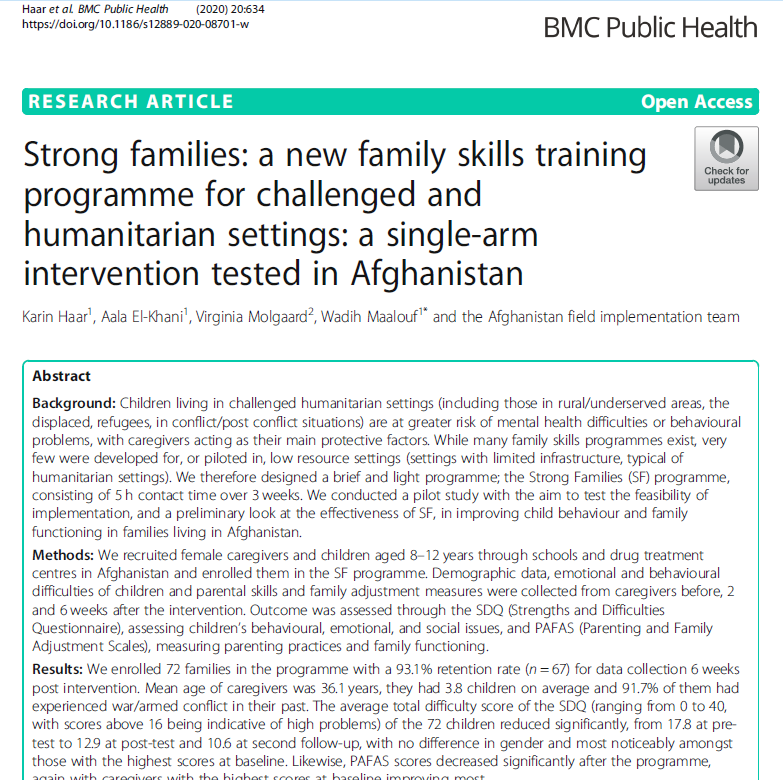 Haar et al. BMC Public Health (2020) 20:634
https://doi.org/10.1186/s12889-020-08701-w
BMC Public Health
RESEARCH ARTICLE
Open Access
Strong families: a new family skills training
programme for challenged and
humanitarian settings: a single-arm
intervention tested in Afghanistan
Check for
updates
Karin Haar1, Aala El-Khani1, Virginia Molgaard2, Wadih Maalouf1* and the Afghanistan field implementation team
Abstract
Background: Children living in challenged humanitarian settings (including those in rural/underserved areas, the
displaced, refugees, in conflict/post conflict situations) are at greater risk of mental health difficulties or behavioural
problems, with caregivers acting as their main protective factors. While many family skills programmes exist, very
few were developed for, or piloted in, low resource settings (settings with limited infrastructure, typical of
humanitarian settings). We therefore designed a brief and light programme; the Strong Families (SF) programme,
consisting of 5 h contact time over 3 weeks. We conducted a pilot study with the aim to test the feasibility of
implementation, and a preliminary look at the effectiveness of SF, in improving child behaviour and family
functioning in families living in Afghanistan.
Methods: We recruited female caregivers and children aged 8–12 years through schools and drug treatment
centres in Afghanistan and enrolled them in the SF programme. Demographic data, emotional and behavioural
difficulties of children and parental skills and family adjustment measures were collected from caregivers before, 2
and 6 weeks after the intervention. Outcome was assessed through the SDQ (Strengths and Difficulties
Questionnaire), assessing children's behavioural, emotional, and social issues, and PAFAS (Parenting and Family
Adjustment Scales), measuring parenting practices and family functioning.
Results: We enrolled 72 families in the programme with a 93.1% retention rate (n = 67) for data collection 6 weeks
post intervention. Mean age of caregivers was 36.1 years, they had 3.8 children on average and 91.7% of them had
experienced war/armed conflict in their past. The average total difficulty score of the SDQ (ranging from 0 to 40,
with scores above 16 being indicative of high problems) of the 72 children reduced significantly, from 17.8 at pre-
test to 12.9 at post-test and 10.6 at second follow-up, with no difference in gender and most noticeably amongst
those with the highest scores at baseline. Likewise, PAFAS scores decreased significantly after the programme,
again with caregivers with the highest scores at baseline improving most.